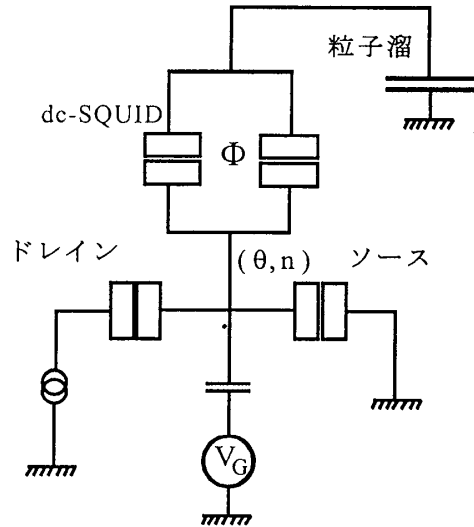 粒子溜
dc-SQUID
Φ
ドレイン
(θ,n)
ソース
V_G